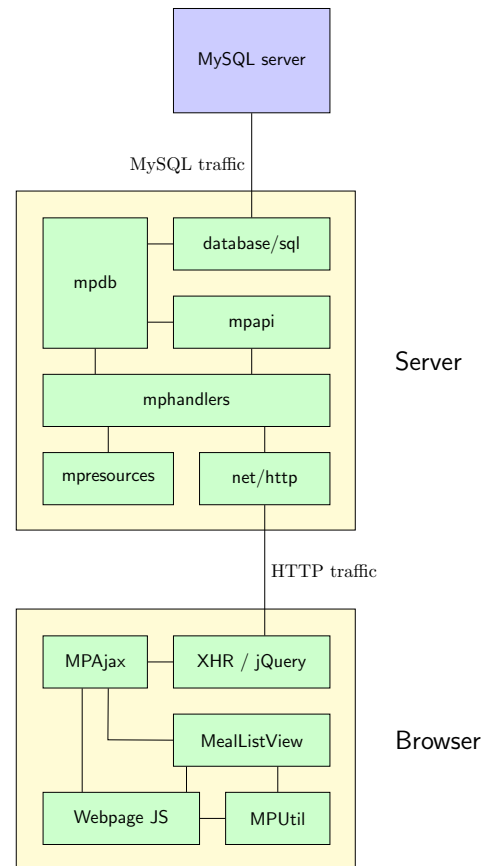 MySQL server
MySQL traffic
database/sql
mpdb
mpapi
Server
mphandlers
mpresources
net/http
HTTP traffic
MPAjax
XHR / jQuery
MealListView
Browser
Webpage JS
MPUtil